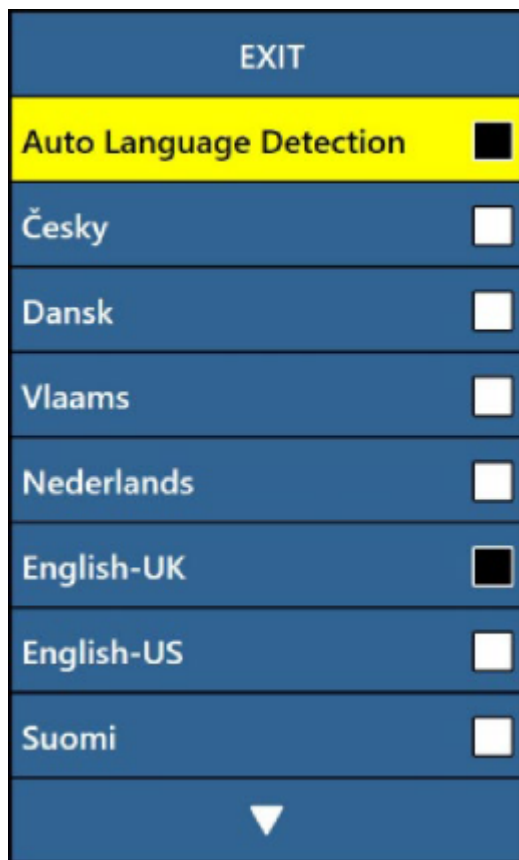 EXIT
Auto Language Detection
Česky
Dansk
Vlaams
Nederlands
English-UK
English-US
Suomi